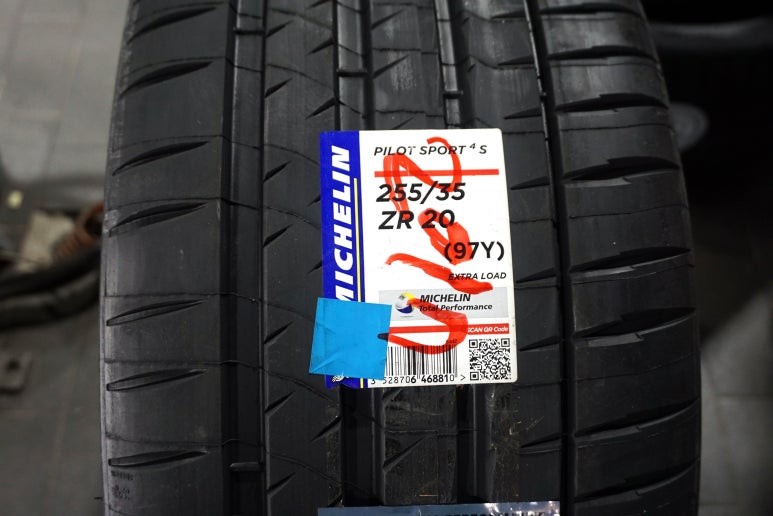 MICHELIN
PILOT SPORT 4 S
255/35
ZR 20
(97Y)
EXTRA LOAD
MICHELIN
Total Performance
SCAN QR Code
3 528706 468810 >